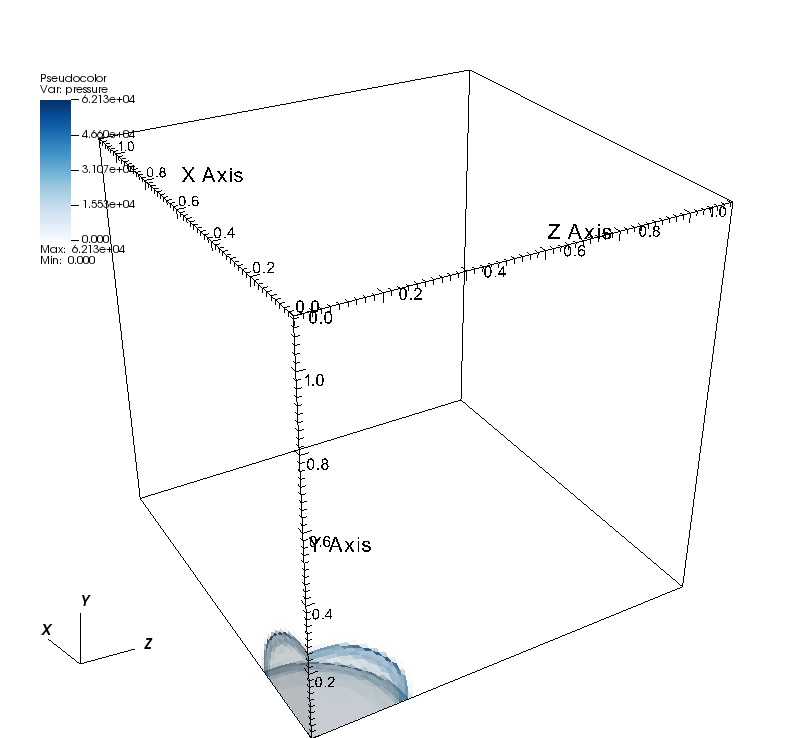 Pseudocolor
Var: pressure
6.213e+04
4.660e+04
3.107e+04
1.553e+04
0.000
Max: 6.213e+04
Min: 0.000
1.0
0.8
0.6
0.4
0.2
0.0
X Axis
Z Axis
0.0
0.2
0.4
0.6
0.8
1.0
1.0
0.8
0.6
Y Axis
0.4
0.2
Y
X
Z